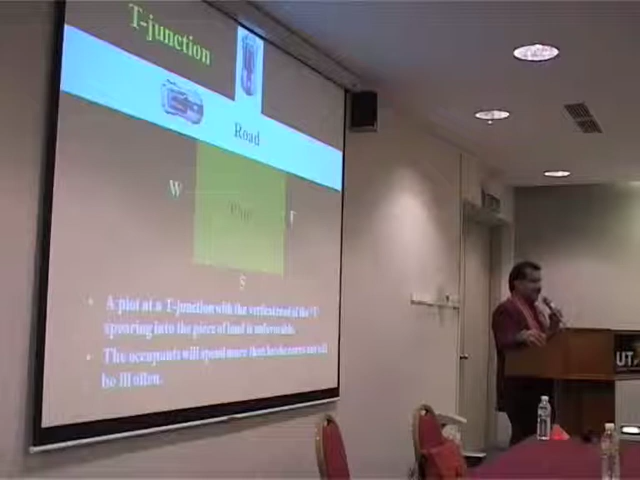 T-junction
Road
W
Plot
E
S
• A plot at a T-junction with the vertical road of the 'T'
spearing into the piece of land is unfavorable.
• The occupants will spend more than he/she earns and will
be ill often.
UT